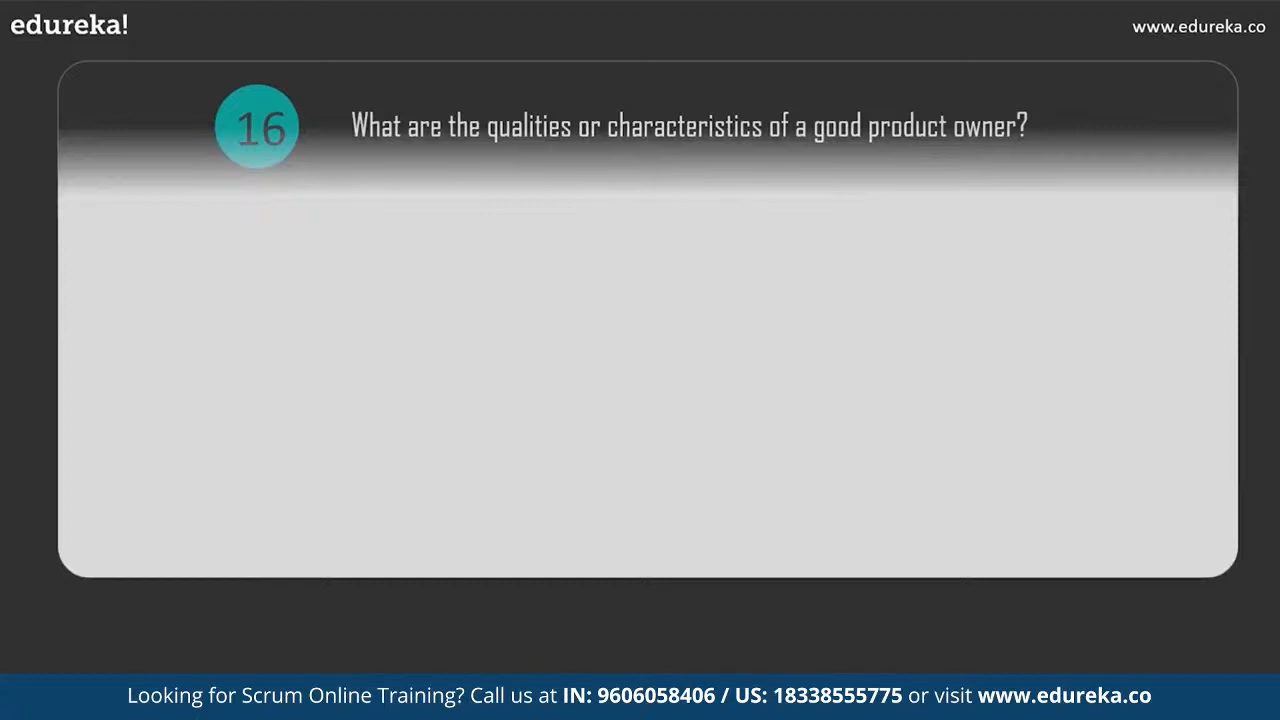 edureka!
www.edureka.co
16
What are the qualities or characteristics of a good product owner?
Looking for Scrum Online Training? Call us at IN: 9606058406 / US: 18338555775 or visit www.edureka.co